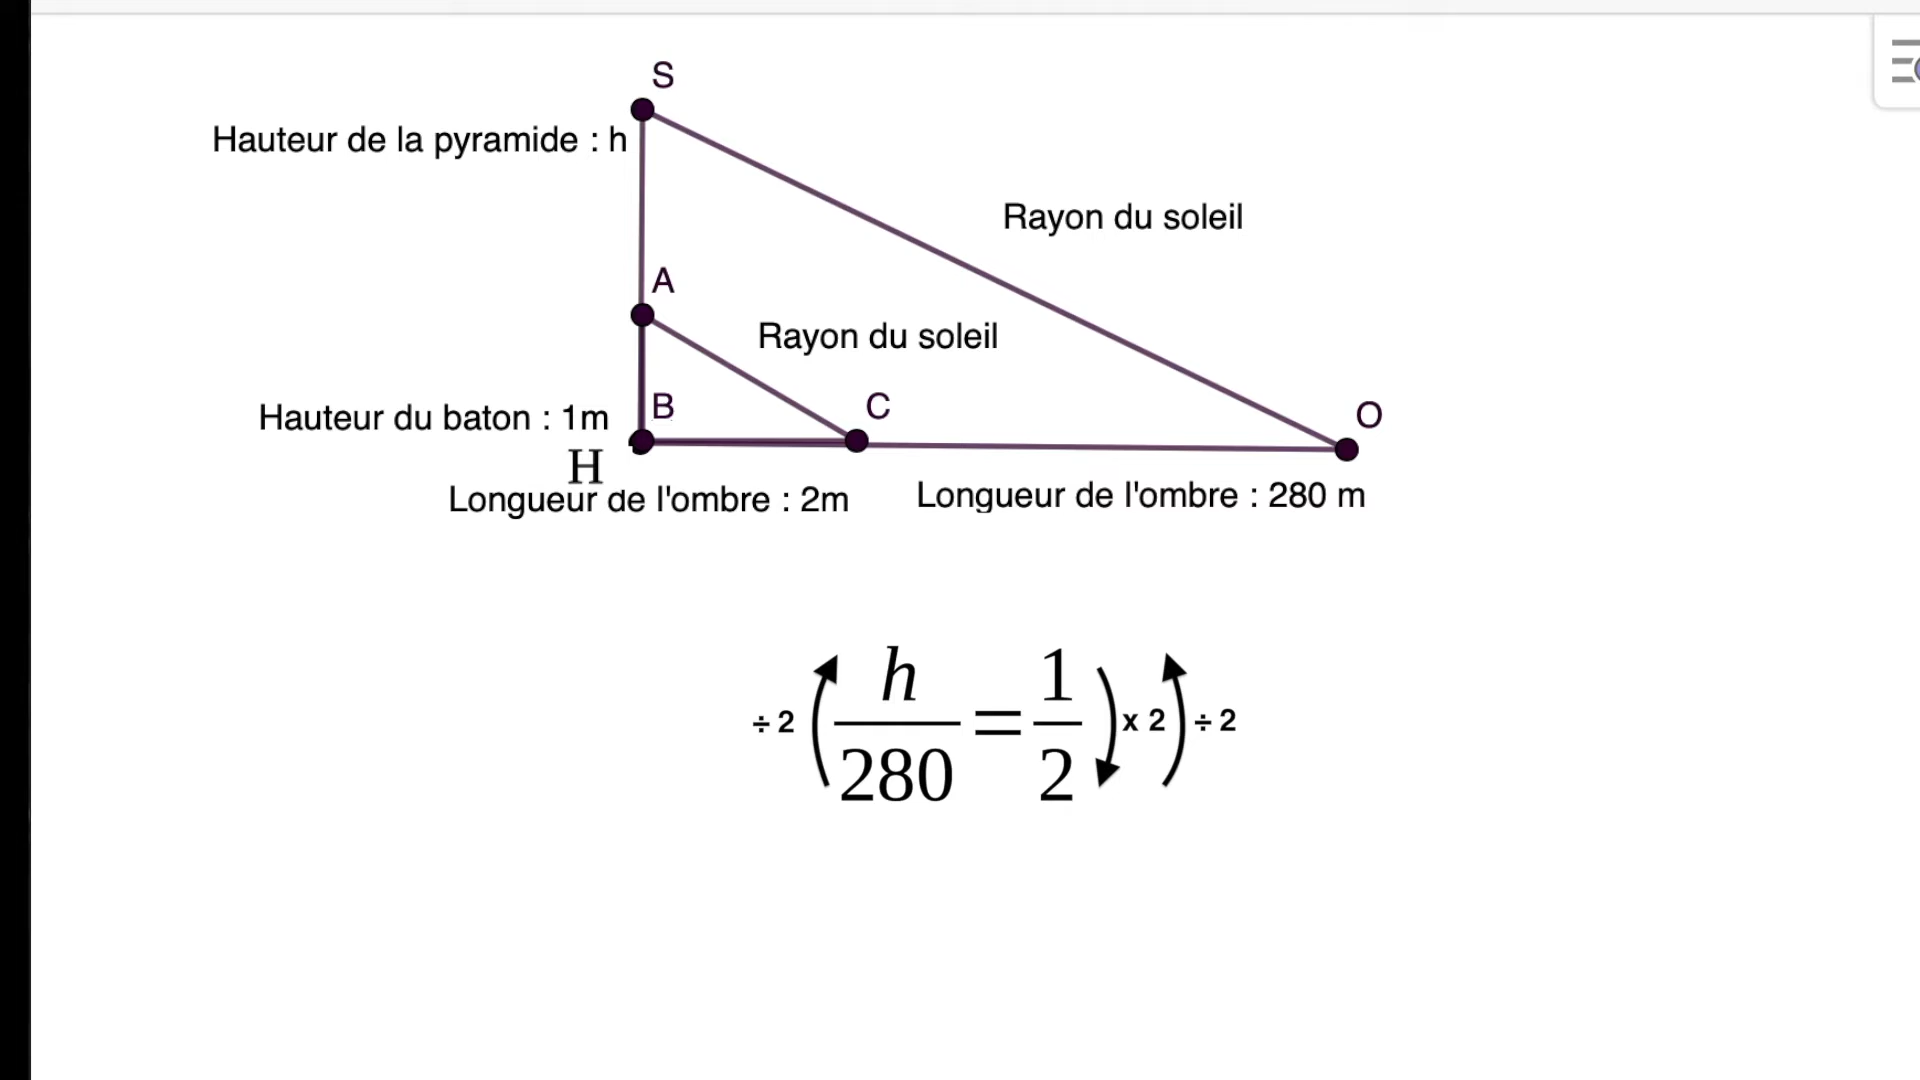 S
Hauteur de la pyramide : h
Rayon du soleil
A
Rayon du soleil
Hauteur du baton : 1m
B
C
O
H
Longueur de l'ombre : 2m
Longueur de l'ombre : 280 m
÷ 2 h/280 = 1/2 x 2 ÷ 2